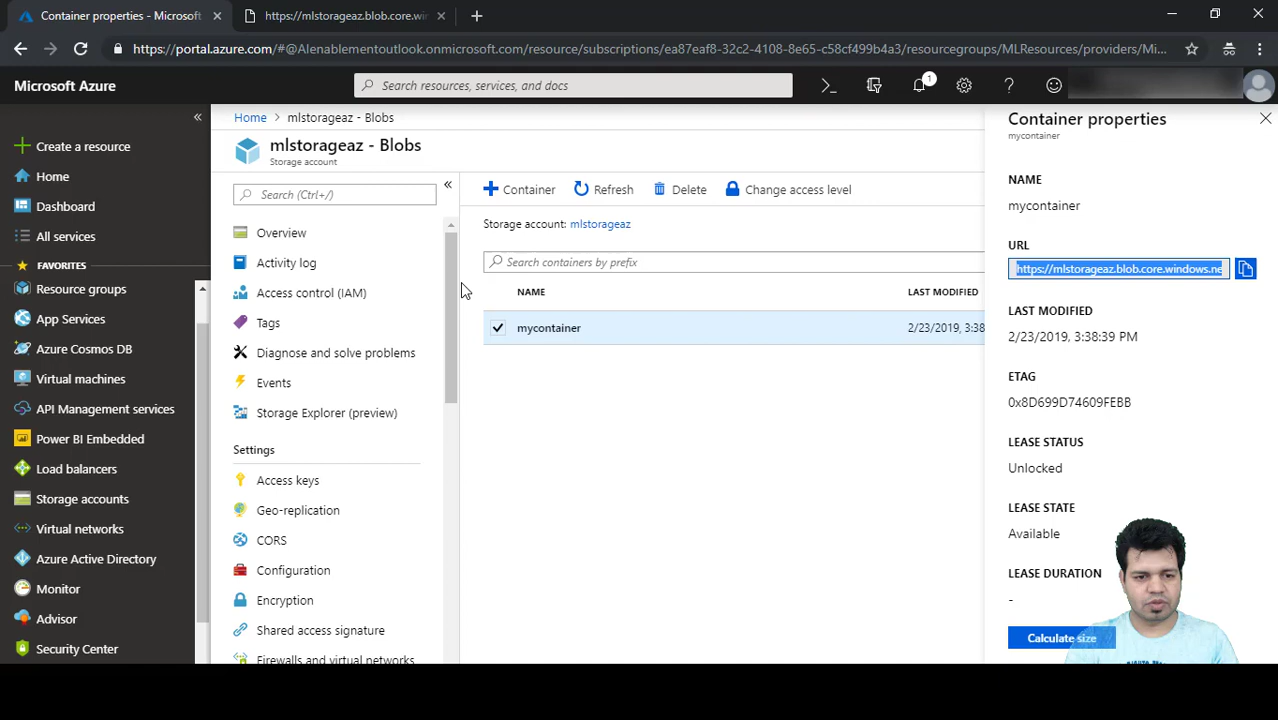 Container properties - Microsoft
https://mlstorageaz.blob.core.win
https://portal.azure.com/#@AIenablementoutlook.onmicrosoft.com/resource/subscriptions/ea87eaf8-32c2-4108-8e65-c58cf499b4a3/resourcegroups/MLResources/providers/Mi...
Microsoft Azure
Search resources, services, and docs
1
«
Create a resource
Home
Dashboard
All services
FAVORITES
Resource groups
App Services
Azure Cosmos DB
Virtual machines
API Management services
Power BI Embedded
Load balancers
Storage accounts
Virtual networks
Azure Active Directory
Monitor
Advisor
Security Center
Home > mlstorageaz - Blobs
mlstorageaz - Blobs
Storage account
Search (Ctrl+/)
«
Overview
Activity log
Access control (IAM)
Tags
Diagnose and solve problems
Events
Storage Explorer (preview)
Settings
Access keys
Geo-replication
CORS
Configuration
Encryption
Shared access signature
Firewalls and virtual networks
Container Refresh Delete Change access level
Storage account: mlstorageaz
Search containers by prefix
NAME LAST MODIFIED
mycontainer 2/23/2019, 3:38
Container properties
mycontainer
NAME
mycontainer
URL
https://mlstorageaz.blob.core.windows.ne
LAST MODIFIED
2/23/2019, 3:38:39 PM
ETAG
0x8D699D74609FEBB
LEASE STATUS
Unlocked
LEASE STATE
Available
LEASE DURATION
-
Calculate size